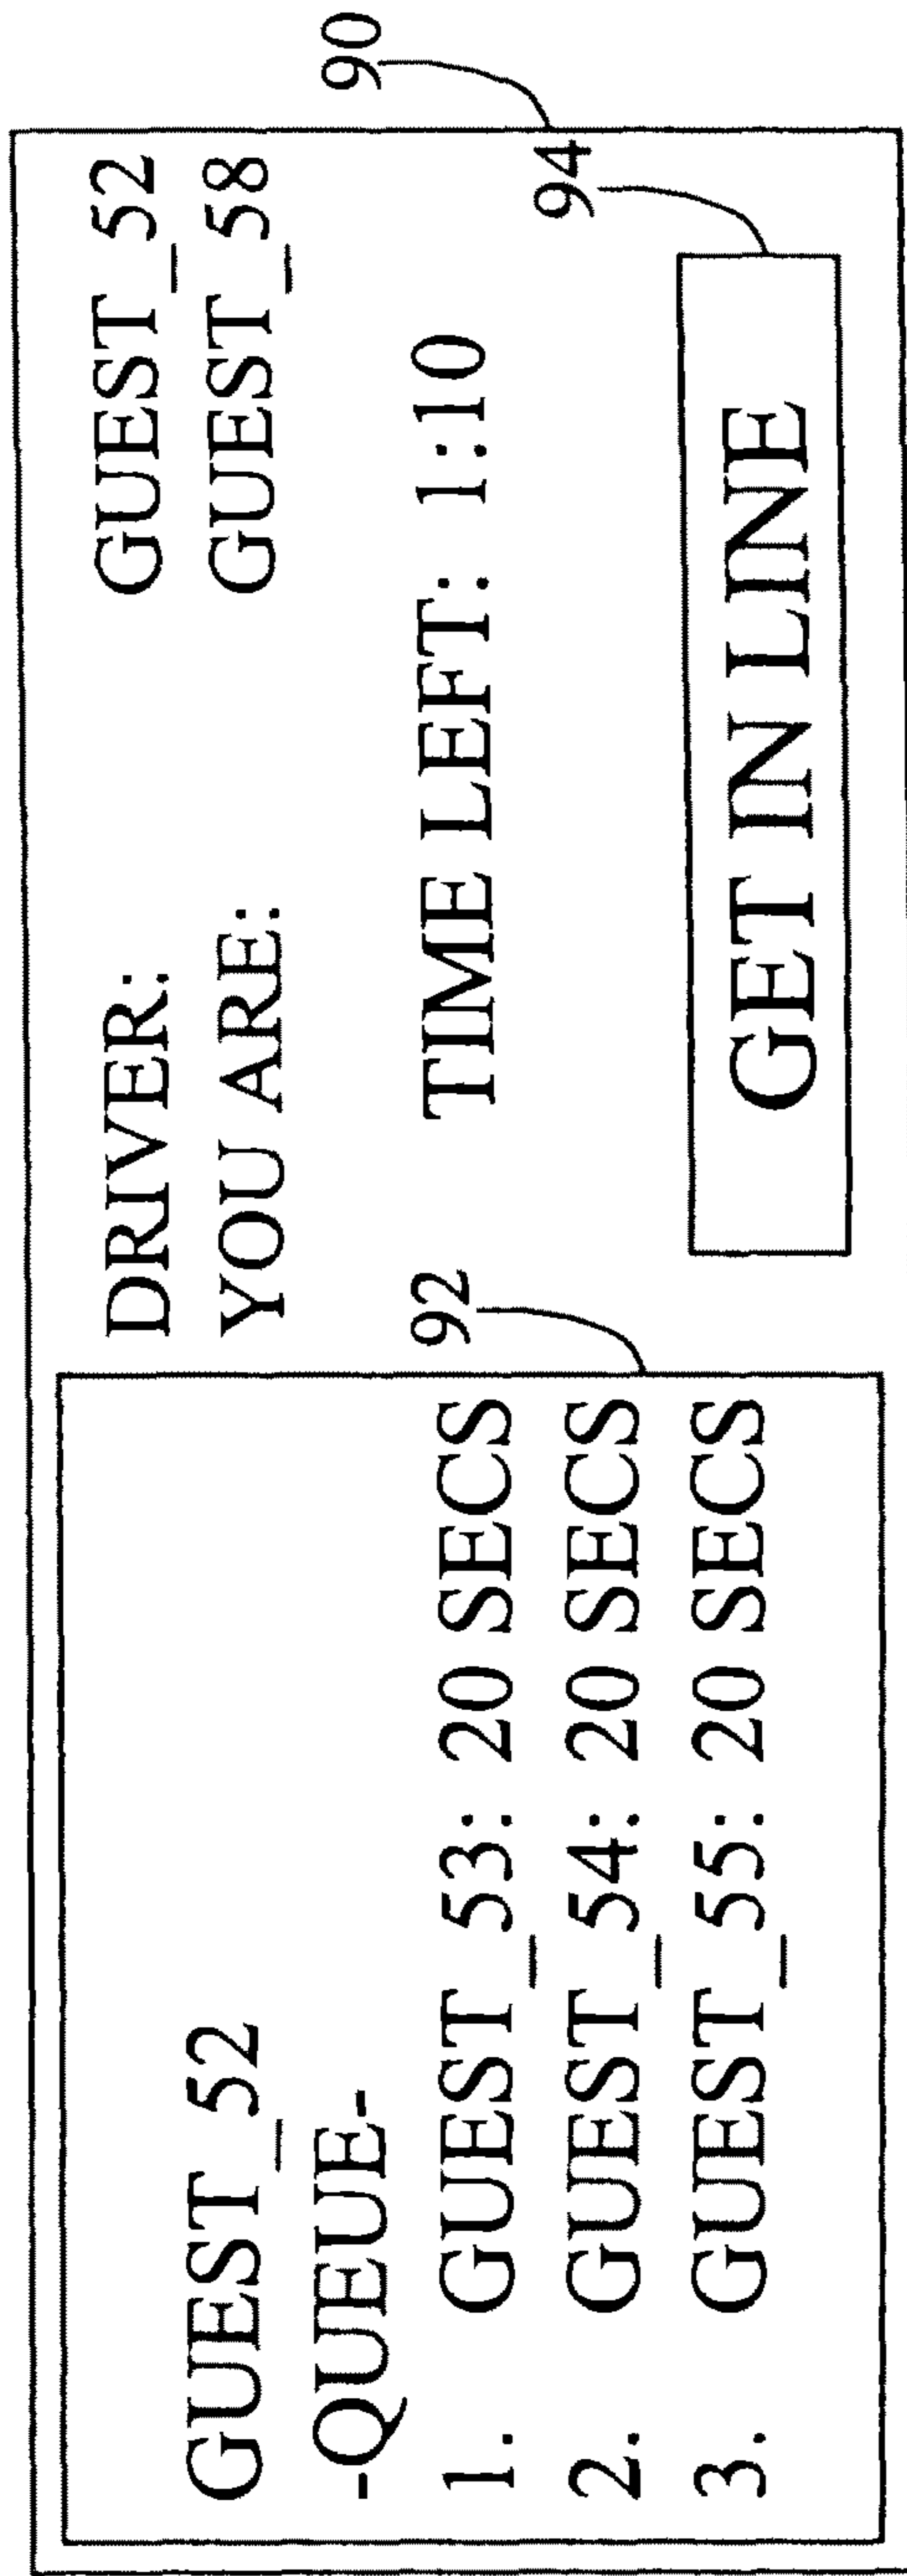 GUEST_52
-QUEUE-
1. GUEST_53: 20 SECS
2. GUEST_54: 20 SECS
3. GUEST_55: 20 SECS
92
DRIVER: GUEST_52
YOU ARE: GUEST_58
TIME LEFT: 1:10
GET IN LINE
94
90